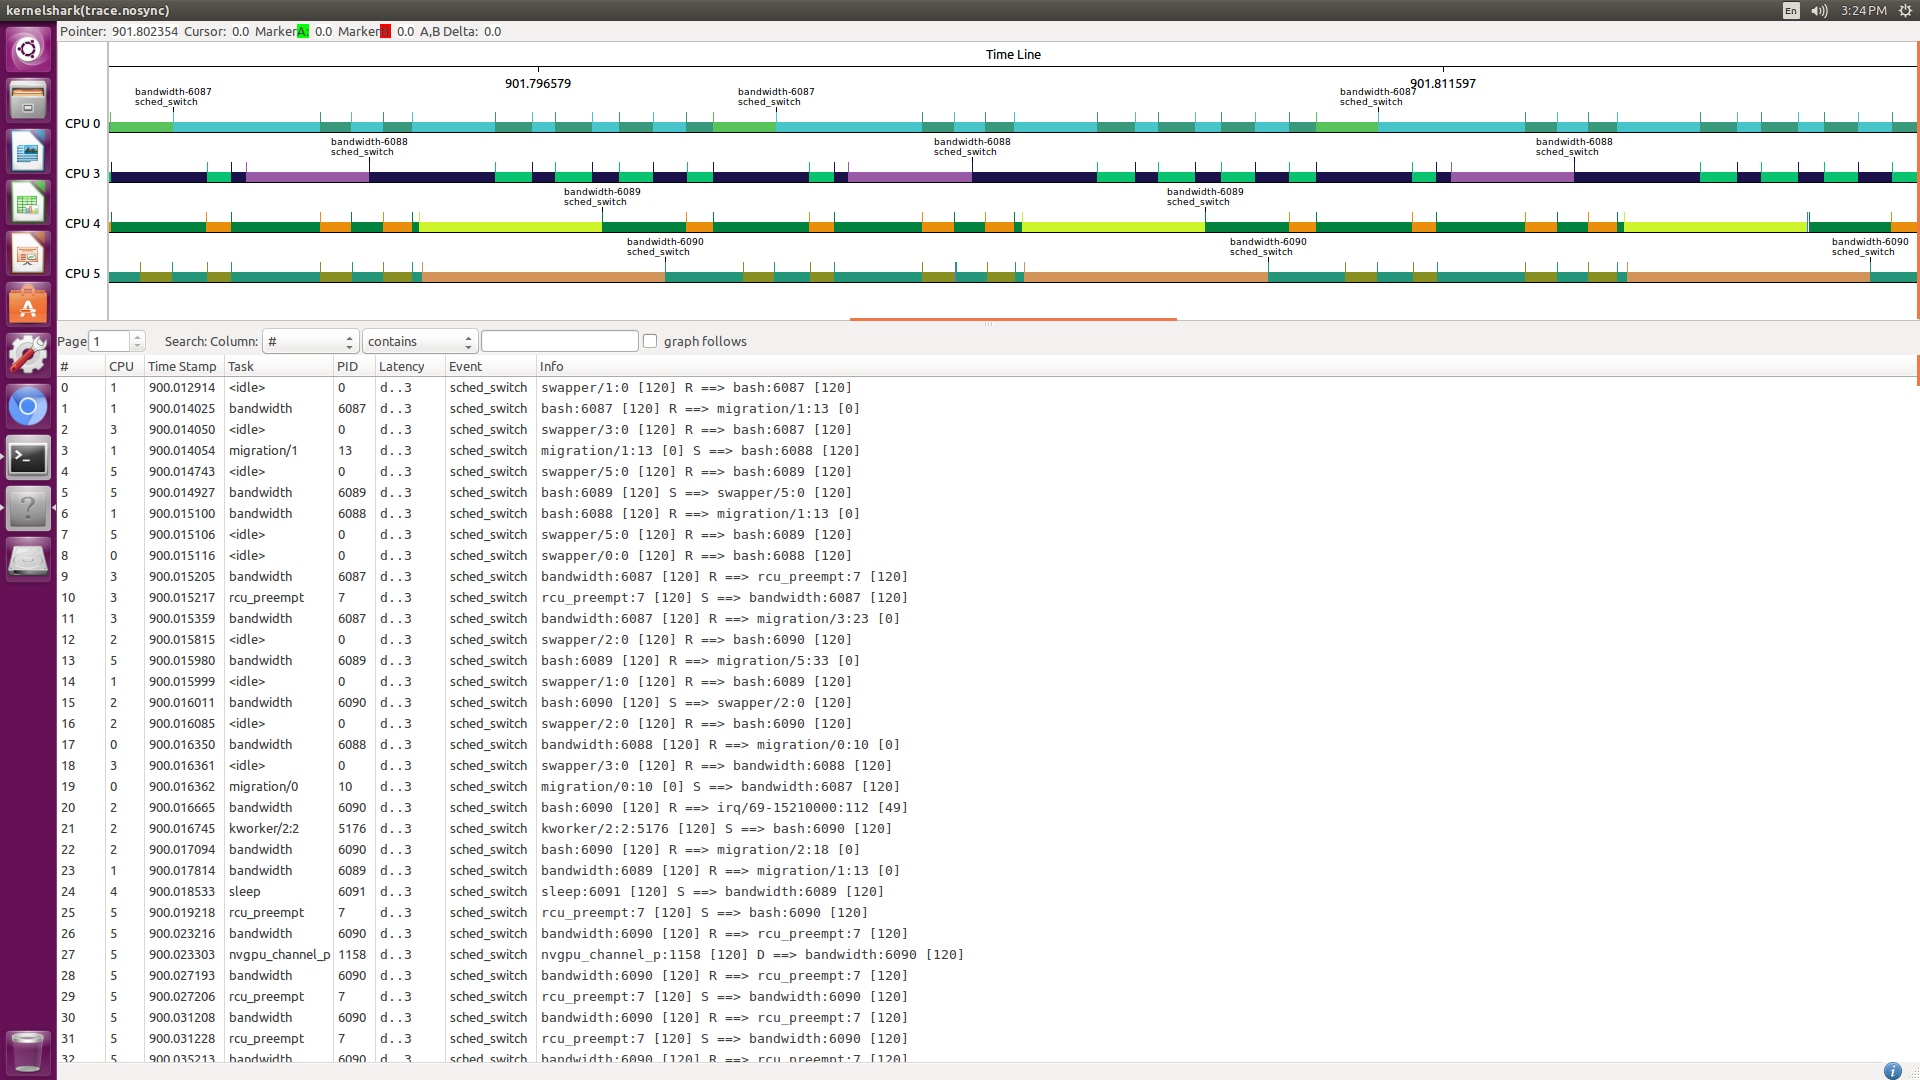 kernelshark(trace.nosync)
En
3:24 PM
Pointer: 901.802354 Cursor: 0.0 Marker A: 0.0 Marker B: 0.0 A,B Delta: 0.0
Time Line
901.796579 901.811597
bandwidth-6087 bandwidth-6087 bandwidth-6087
sched_switch sched_switch sched_switch
CPU 0
bandwidth-6088 bandwidth-6088 bandwidth-6088
sched_switch sched_switch sched_switch
CPU 3
bandwidth-6089 bandwidth-6089
sched_switch sched_switch
CPU 4
bandwidth-6090 bandwidth-6090 bandwidth-6090
sched_switch sched_switch sched_switch
CPU 5
Page 1 Search: Column: # contains graph follows
# CPU Time Stamp Task PID Latency Event Info
0 1 900.012914 <idle> 0 d..3 sched_switch swapper/1:0 [120] R ==> bash:6087 [120]
1 1 900.014025 bandwidth 6087 d..3 sched_switch bash:6087 [120] R ==> migration/1:13 [0]
2 3 900.014050 <idle> 0 d..3 sched_switch swapper/3:0 [120] R ==> bash:6087 [120]
3 1 900.014054 migration/1 13 d..3 sched_switch migration/1:13 [0] S ==> bash:6088 [120]
4 5 900.014743 <idle> 0 d..3 sched_switch swapper/5:0 [120] R ==> bash:6089 [120]
5 5 900.014927 bandwidth 6089 d..3 sched_switch bash:6089 [120] S ==> swapper/5:0 [120]
6 1 900.015100 bandwidth 6088 d..3 sched_switch bash:6088 [120] R ==> migration/1:13 [0]
7 5 900.015106 <idle> 0 d..3 sched_switch swapper/5:0 [120] R ==> bash:6089 [120]
8 0 900.015116 <idle> 0 d..3 sched_switch swapper/0:0 [120] R ==> bash:6088 [120]
9 3 900.015205 bandwidth 6087 d..3 sched_switch bandwidth:6087 [120] R ==> rcu_preempt:7 [120]
10 3 900.015217 rcu_preempt 7 d..3 sched_switch rcu_preempt:7 [120] S ==> bandwidth:6087 [120]
11 3 900.015359 bandwidth 6087 d..3 sched_switch bandwidth:6087 [120] R ==> migration/3:23 [0]
12 2 900.015815 <idle> 0 d..3 sched_switch swapper/2:0 [120] R ==> bash:6090 [120]
13 5 900.015980 bandwidth 6089 d..3 sched_switch bash:6089 [120] R ==> migration/5:33 [0]
14 1 900.015999 <idle> 0 d..3 sched_switch swapper/1:0 [120] R ==> bash:6089 [120]
15 2 900.016011 bandwidth 6090 d..3 sched_switch bash:6090 [120] S ==> swapper/2:0 [120]
16 2 900.016085 <idle> 0 d..3 sched_switch swapper/2:0 [120] R ==> bash:6090 [120]
17 0 900.016350 bandwidth 6088 d..3 sched_switch bandwidth:6088 [120] R ==> migration/0:10 [0]
18 3 900.016361 <idle> 0 d..3 sched_switch swapper/3:0 [120] R ==> bandwidth:6088 [120]
19 0 900.016362 migration/0 10 d..3 sched_switch migration/0:10 [0] S ==> bandwidth:6087 [120]
20 2 900.016665 bandwidth 6090 d..3 sched_switch bash:6090 [120] R ==> irq/69-15210000:112 [49]
21 2 900.016745 kworker/2:2 5176 d..3 sched_switch kworker/2:2:5176 [120] S ==> bash:6090 [120]
22 2 900.017094 bandwidth 6090 d..3 sched_switch bash:6090 [120] R ==> migration/2:18 [0]
23 1 900.017814 bandwidth 6089 d..3 sched_switch bandwidth:6089 [120] R ==> migration/1:13 [0]
24 4 900.018533 sleep 6091 d..3 sched_switch sleep:6091 [120] S ==> bandwidth:6089 [120]
25 5 900.019218 rcu_preempt 7 d..3 sched_switch rcu_preempt:7 [120] S ==> bash:6090 [120]
26 5 900.023216 bandwidth 6090 d..3 sched_switch bandwidth:6090 [120] R ==> rcu_preempt:7 [120]
27 5 900.023303 nvgpu_channel_p 1158 d..3 sched_switch nvgpu_channel_p:1158 [120] D ==> bandwidth:6090 [120]
28 5 900.027193 bandwidth 6090 d..3 sched_switch bandwidth:6090 [120] R ==> rcu_preempt:7 [120]
29 5 900.027206 rcu_preempt 7 d..3 sched_switch rcu_preempt:7 [120] S ==> bandwidth:6090 [120]
30 5 900.031208 bandwidth 6090 d..3 sched_switch bandwidth:6090 [120] R ==> rcu_preempt:7 [120]
31 5 900.031228 rcu_preempt 7 d..3 sched_switch rcu_preempt:7 [120] S ==> bandwidth:6090 [120]
32 5 900.035213 bandwidth 6090 d..3 sched_switch bandwidth:6090 [120] R ==> rcu_preempt:7 [120]